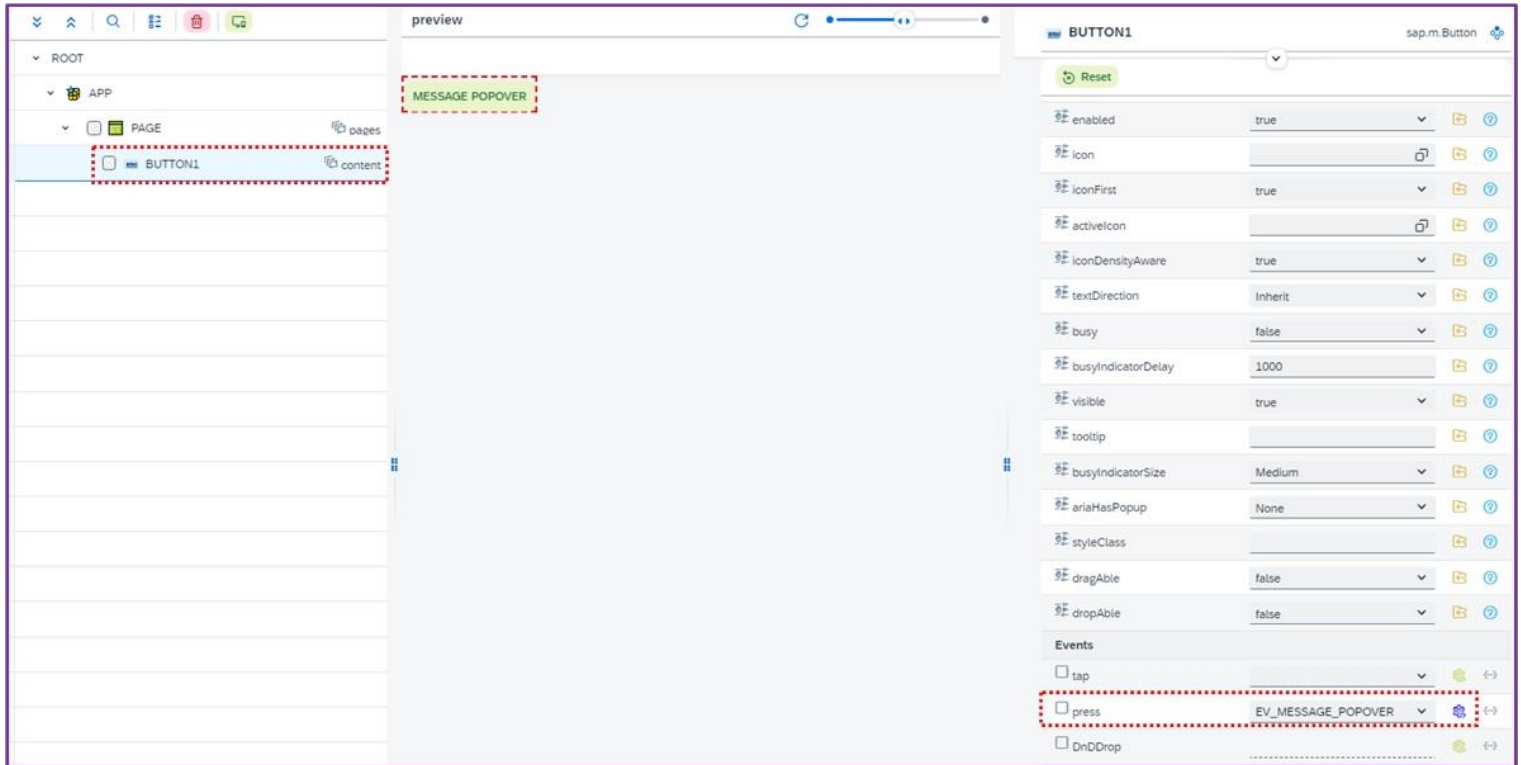 preview
BUTTON1 sap.m.Button
ROOT
APP
PAGE pages
BUTTON1 content
MESSAGE POPOVER
Reset
enabled true
icon
iconFirst true
activeIcon
iconDensityAware true
textDirection Inherit
busy false
busyIndicatorDelay 1000
visible true
tooltip
busyIndicatorSize Medium
ariaHasPopup None
styleClass
dragAble false
dropAble false
Events
tap
press EV_MESSAGE_POPOVER
DnDDrop